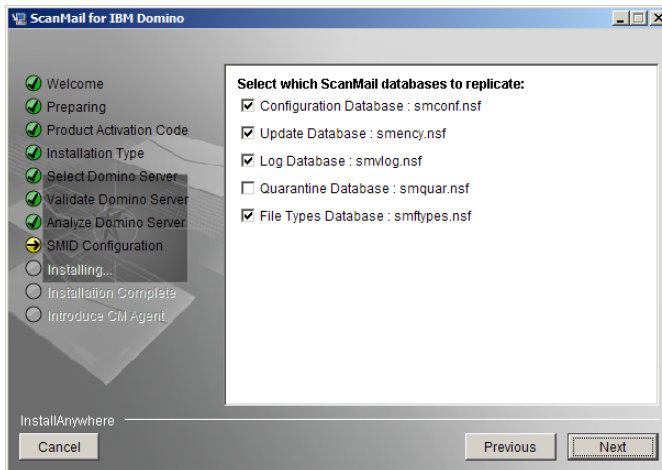 ScanMail for IBM Domino
Welcome
Preparing
Product Activation Code
Installation Type
Select Domino Server
Validate Domino Server
Analyze Domino Server
SMID Configuration
Installing...
Installation Complete
Introduce CM Agent
Select which ScanMail databases to replicate:
Configuration Database : smconf.nsf
Update Database : smency.nsf
Log Database : smvlog.nsf
Quarantine Database : smquar.nsf
File Types Database : smftypes.nsf
InstallAnywhere
Cancel Previous Next